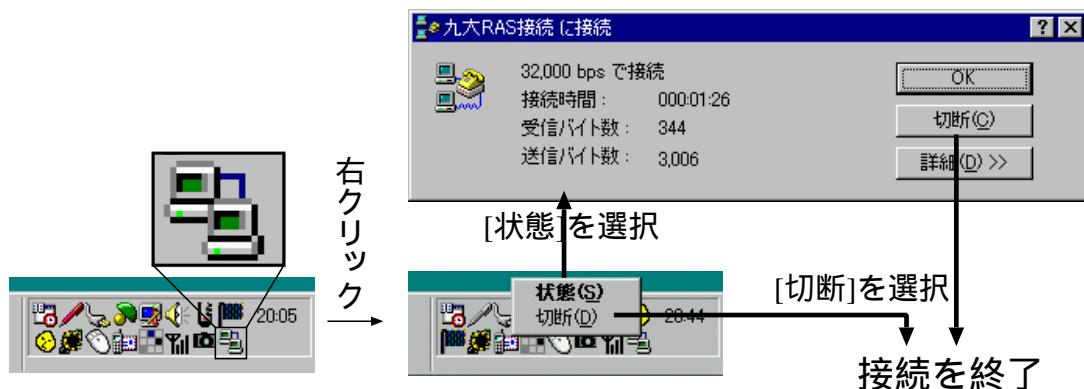 九大RAS接続 に接続
32,000 bps で接続
接続時間: 000:01:26
受信バイト数: 344
送信バイト数: 3,006
OK
切断(C)
詳細(D) >>
右クリック
[状態]を選択
20:05
状態(S)
切断(D)
20:44
[切断]を選択
接続を終了